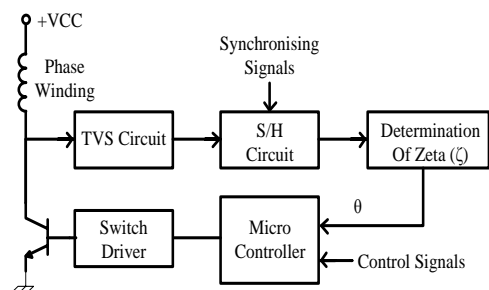 +VCC
Phase
Winding
Synchronising
Signals
TVS Circuit
S/H
Circuit
Determination
Of Zeta (ζ)
θ
Switch
Driver
Micro
Controller
Control Signals